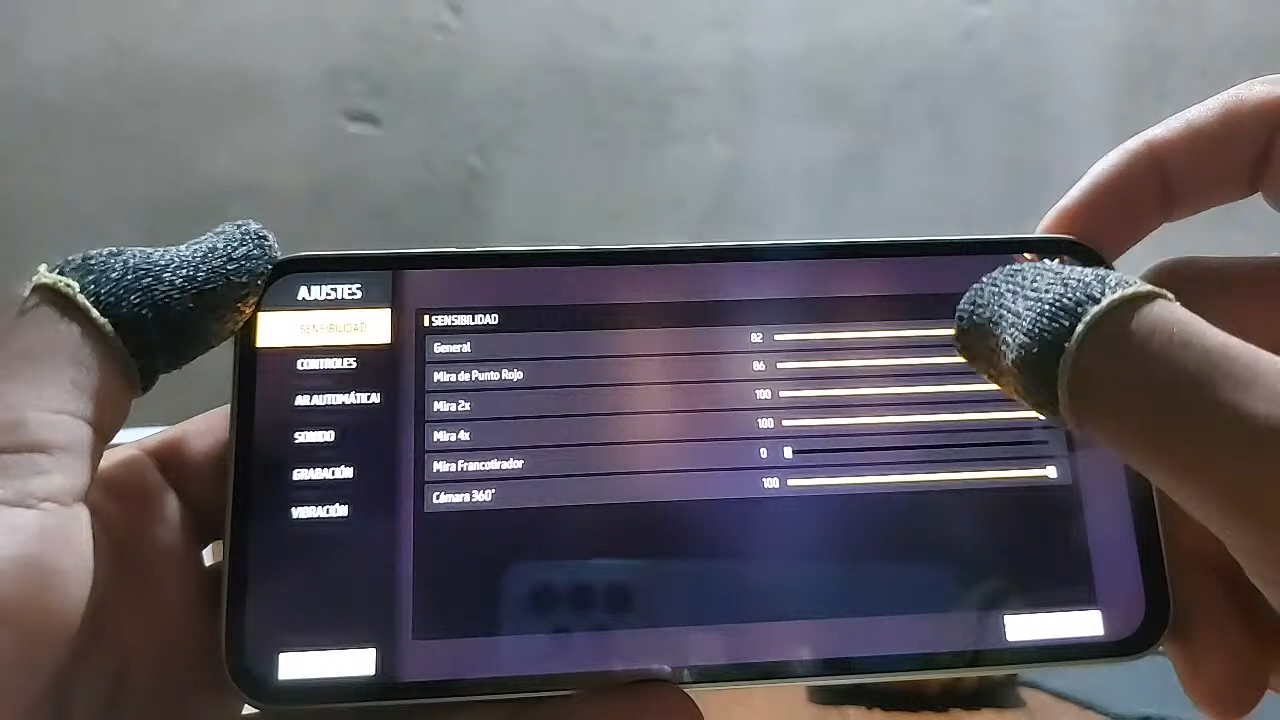 AJUSTES
SENSIBILIDAD
CONTROLES
AR AUTOMÁTICA
SONIDO
GRABACIÓN
VIBRACIÓN
SENSIBILIDAD
General 82
Mira de Punto Rojo 86
Mira 2x 100
Mira 4x 100
Mira Francotirador 0
Cámara 360° 100